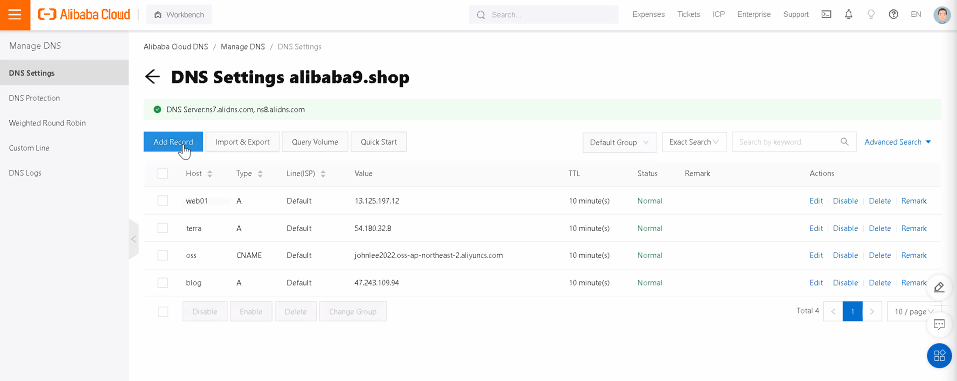 Alibaba Cloud
Workbench
Search...
Expenses Tickets ICP Enterprise Support EN
Manage DNS
DNS Settings
DNS Protection
Weighted Round Robin
Custom Line
DNS Logs
Alibaba Cloud DNS / Manage DNS / DNS Settings
DNS Settings alibaba9.shop
DNS Server:ns7.alidns.com, ns8.alidns.com
Add Record Import & Export Query Volume Quick Start Default Group Exact Search Search by keyword Advanced Search
Host Type Line(ISP) Value TTL Status Remark Actions
web01 A Default 13.125.197.12 10 minute(s) Normal Edit Disable Delete Remark
terra A Default 54.180.32.8 10 minute(s) Normal Edit Disable Delete Remark
oss CNAME Default johnlee2022.oss-ap-northeast-2.aliyuncs.com 10 minute(s) Normal Edit Disable Delete Remark
blog A Default 47.243.109.94 10 minute(s) Normal Edit Disable Delete Remark
Disable Enable Delete Change Group Total 4 < 1 > 10 / page